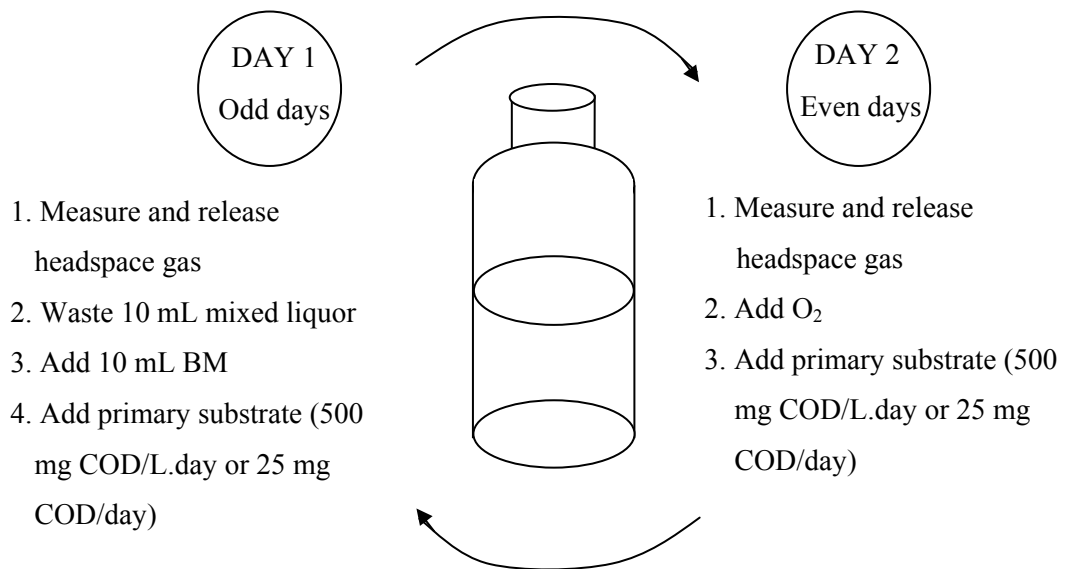 DAY 1
Odd days
1. Measure and release
headspace gas
2. Waste 10 mL mixed liquor
3. Add 10 mL BM
4. Add primary substrate (500
mg COD/L.day or 25 mg
COD/day)
DAY 2
Even days
1. Measure and release
headspace gas
2. Add O₂
3. Add primary substrate (500
mg COD/L.day or 25 mg
COD/day)